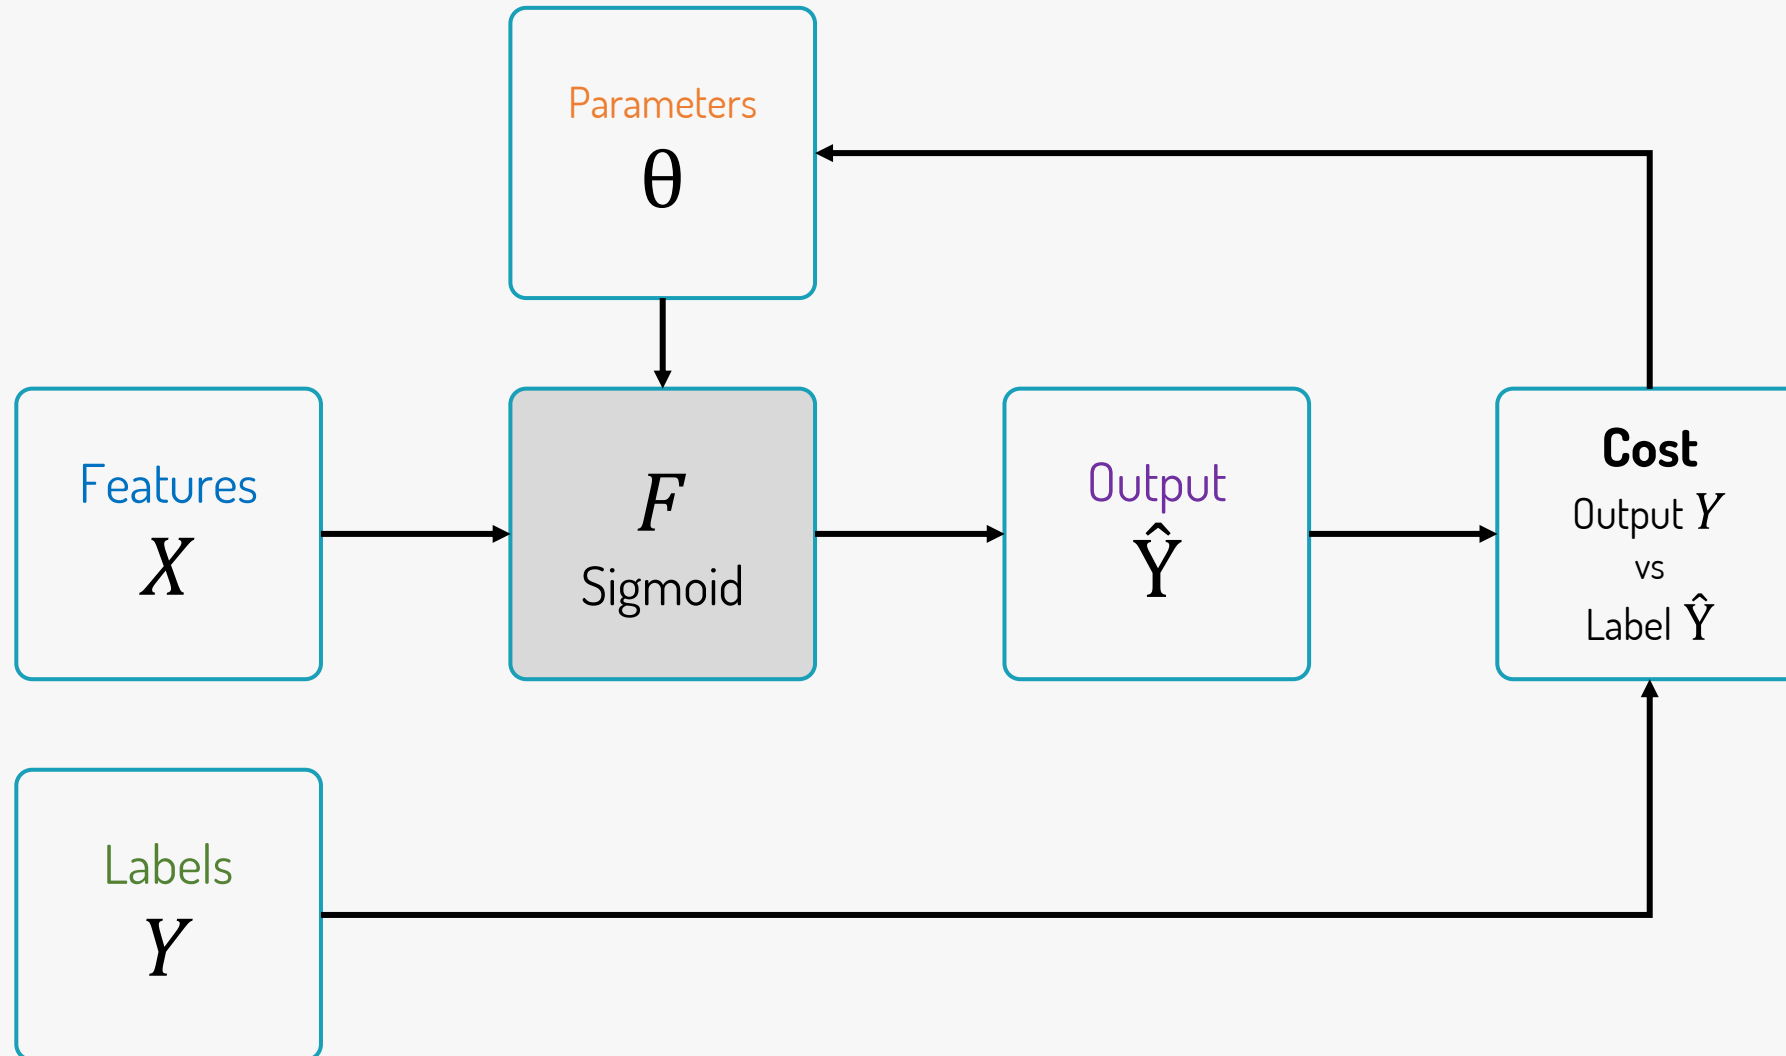 Parameters
θ
Features
X
F
Sigmoid
Output
Ŷ
Cost
Output Y
vs
Label Ŷ
Labels
Y